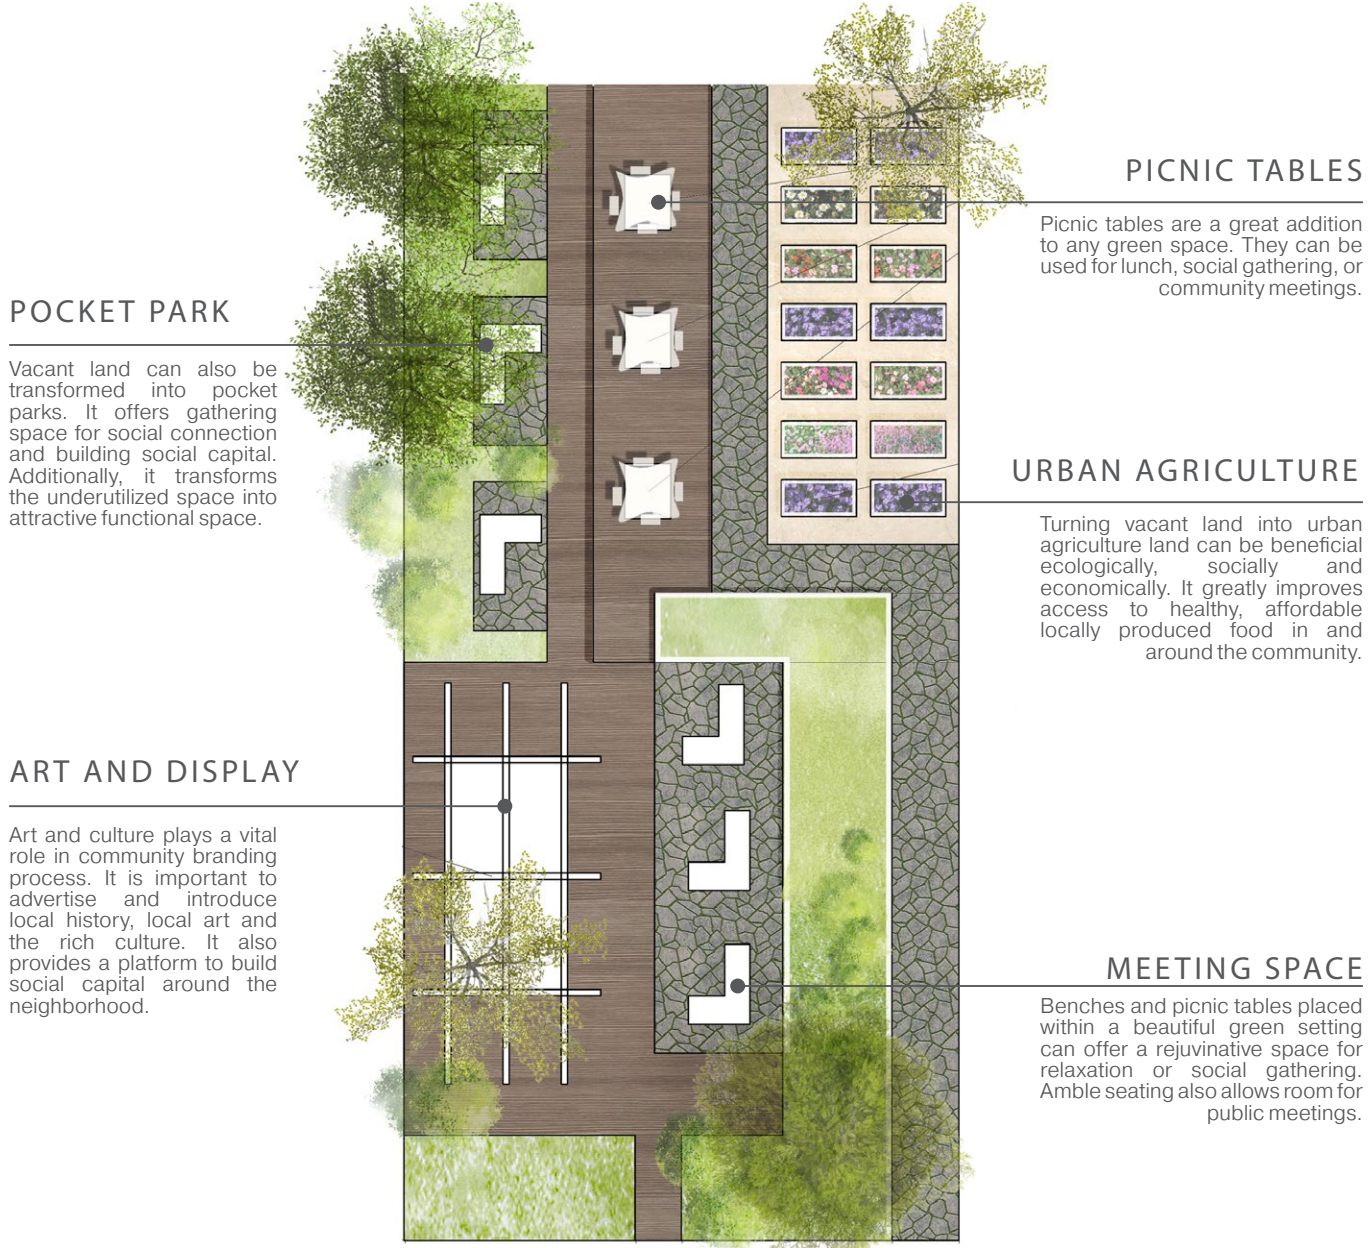 PICNIC TABLES
Picnic tables are a great addition
to any green space. They can be
used for lunch, social gathering, or
community meetings.
POCKET PARK
Vacant land can also be
transformed into pocket
parks. It offers gathering
space for social connection
and building social capital.
Additionally, it transforms
the underutilized space into
attractive functional space.
URBAN AGRICULTURE
Turning vacant land into urban
agriculture land can be beneficial
ecologically, socially and
economically. It greatly improves
access to healthy, affordable
locally produced food in and
around the community.
ART AND DISPLAY
Art and culture plays a vital
role in community branding
process. It is important to
advertise and introduce
local history, local art and
the rich culture. It also
provides a platform to build
social capital around the
neighborhood.
MEETING SPACE
Benches and picnic tables placed
within a beautiful green setting
can offer a rejuvinative space for
relaxation or social gathering.
Amble seating also allows room for
public meetings.